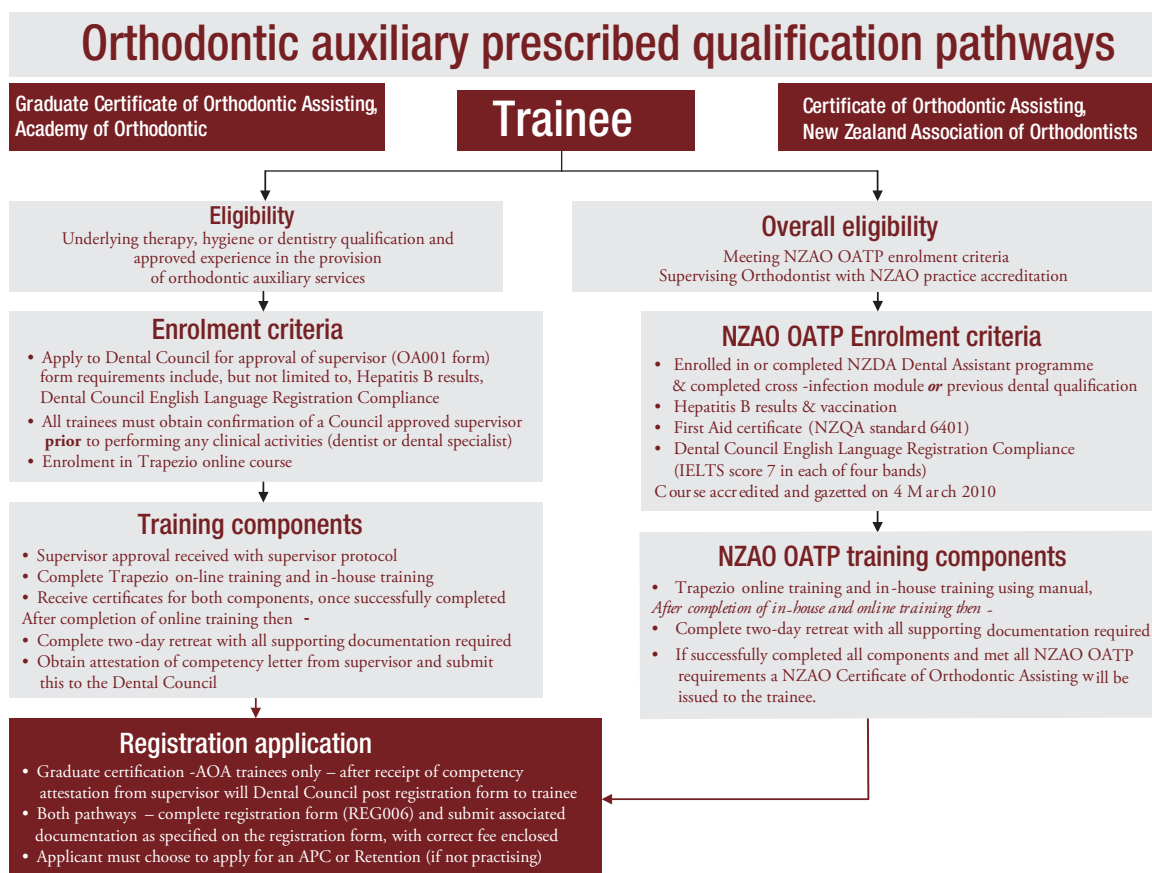 Orthodontic auxiliary prescribed qualification pathways
Graduate Certificate of Orthodontic Assisting,
Academy of Orthodontic
Trainee
Certificate of Orthodontic Assisting,
New Zealand Association of Orthodontists
Eligibility
Underlying therapy, hygiene or dentistry qualification and
approved experience in the provision
of orthodontic auxiliary services
Enrolment criteria
• Apply to Dental Council for approval of supervisor (OA001 form)
form requirements include, but not limited to, Hepatitis B results,
Dental Council English Language Registration Compliance
• All trainees must obtain confirmation of a Council approved supervisor
prior to performing any clinical activities (dentist or dental specialist)
• Enrolment in Trapezio online course
Training components
• Supervisor approval received with supervisor protocol
• Complete Trapezio on-line training and in-house training
• Receive certificates for both components, once successfully completed
After completion of online training then -
• Complete two-day retreat with all supporting documentation required
• Obtain attestation of competency letter from supervisor and submit
this to the Dental Council
Overall eligibility
Meeting NZAO OATP enrolment criteria
Supervising Orthodontist with NZAO practice accreditation
NZAO OATP Enrolment criteria
• Enrolled in or completed NZDA Dental Assistant programme
& completed cross -infection module or previous dental qualification
• Hepatitis B results & vaccination
• First Aid certificate (NZQA standard 6401)
• Dental Council English Language Registration Compliance
(IELTS score 7 in each of four bands)
Course accredited and gazetted on 4 March 2010
NZAO OATP training components
• Trapezio online training and in-house training using manual,
After completion of in-house and online training then -
• Complete two-day retreat with all supporting documentation required
• If successfully completed all components and met all NZAO OATP
requirements a NZAO Certificate of Orthodontic Assisting will be
issued to the trainee.
Registration application
• Graduate certification -AOA trainees only – after receipt of competency
attestation from supervisor will Dental Council post registration form to trainee
• Both pathways – complete registration form (REG006) and submit associated
documentation as specified on the registration form, with correct fee enclosed
• Applicant must choose to apply for an APC or Retention (if not practising)